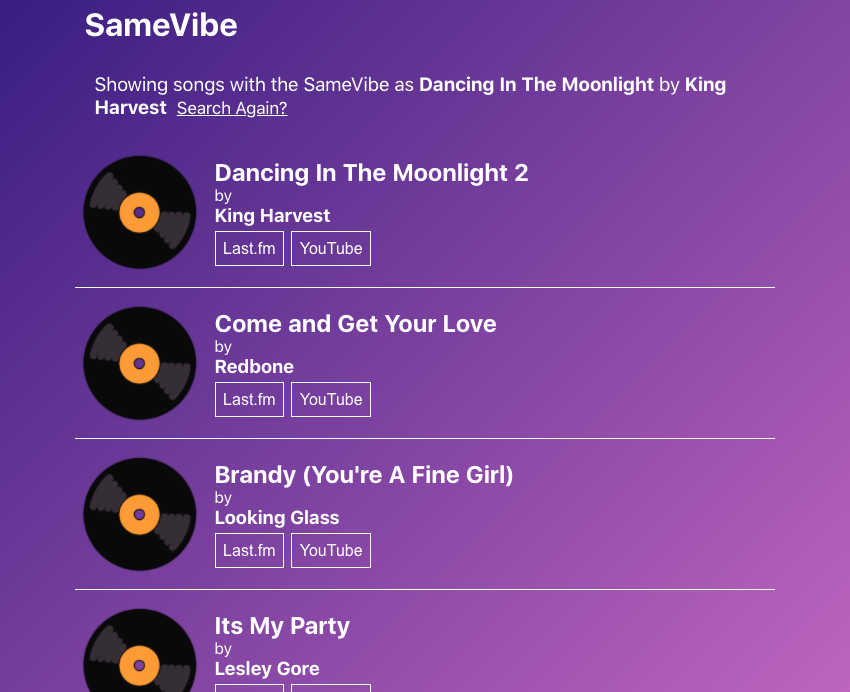 SameVibe
Showing songs with the SameVibe as Dancing In The Moonlight by King
Harvest Search Again?
Dancing In The Moonlight 2
by
King Harvest
Last.fm YouTube
Come and Get Your Love
by
Redbone
Last.fm YouTube
Brandy (You're A Fine Girl)
by
Looking Glass
Last.fm YouTube
Its My Party
by
Lesley Gore